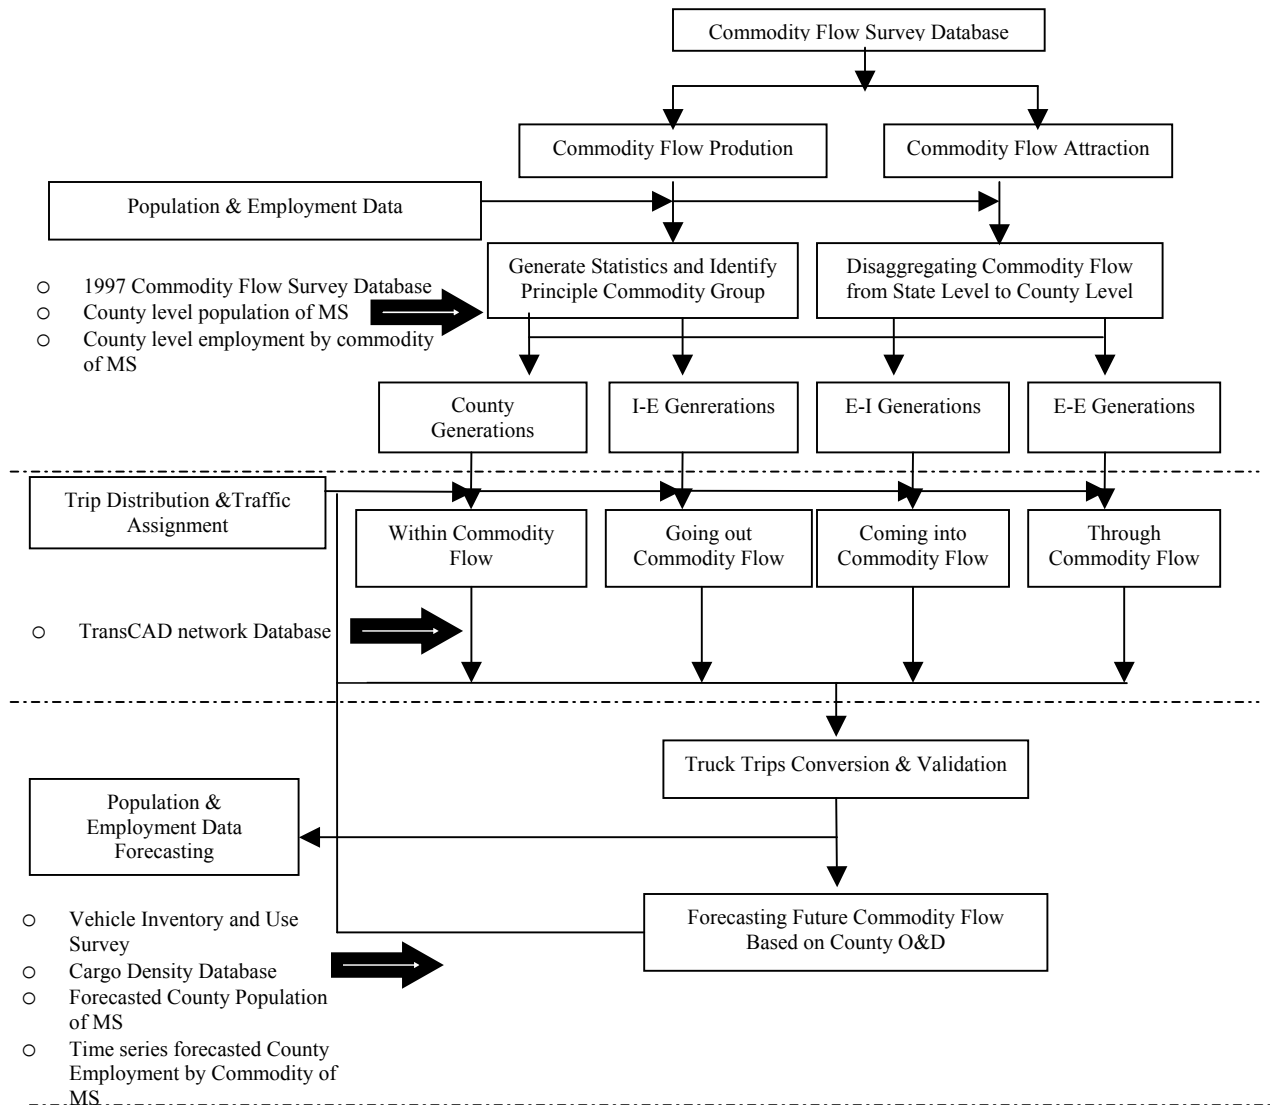 Commodity Flow Survey Database
Commodity Flow Prodution
Commodity Flow Attraction
Population & Employment Data
Generate Statistics and Identify
Principle Commodity Group
Disaggregating Commodity Flow
from State Level to County Level
o 1997 Commodity Flow Survey Database
o County level population of MS
o County level employment by commodity
of MS
County
Generations
I-E Genrerations
E-I Generations
E-E Generations
Trip Distribution &Traffic
Assignment
Within Commodity
Flow
Going out
Commodity Flow
Coming into
Commodity Flow
Through
Commodity Flow
o TransCAD network Database
Truck Trips Conversion & Validation
Population &
Employment Data
Forecasting
Forecasting Future Commodity Flow
Based on County O&D
o Vehicle Inventory and Use
Survey
o Cargo Density Database
o Forecasted County Population
of MS
o Time series forecasted County
Employment by Commodity of
MS